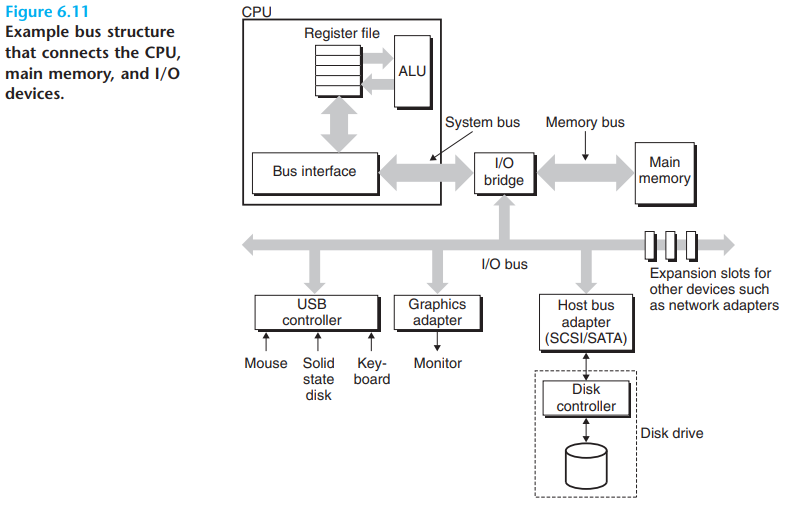 Figure 6.11
Example bus structure
that connects the CPU,
main memory, and I/O
devices.
CPU
Register file
ALU
System bus
Memory bus
Bus interface
I/O
bridge
Main
memory
I/O bus
Expansion slots for
other devices such
as network adapters
USB
controller
Graphics
adapter
Host bus
adapter
(SCSI/SATA)
Mouse
Solid
state
disk
Key-
board
Monitor
Disk
controller
Disk drive